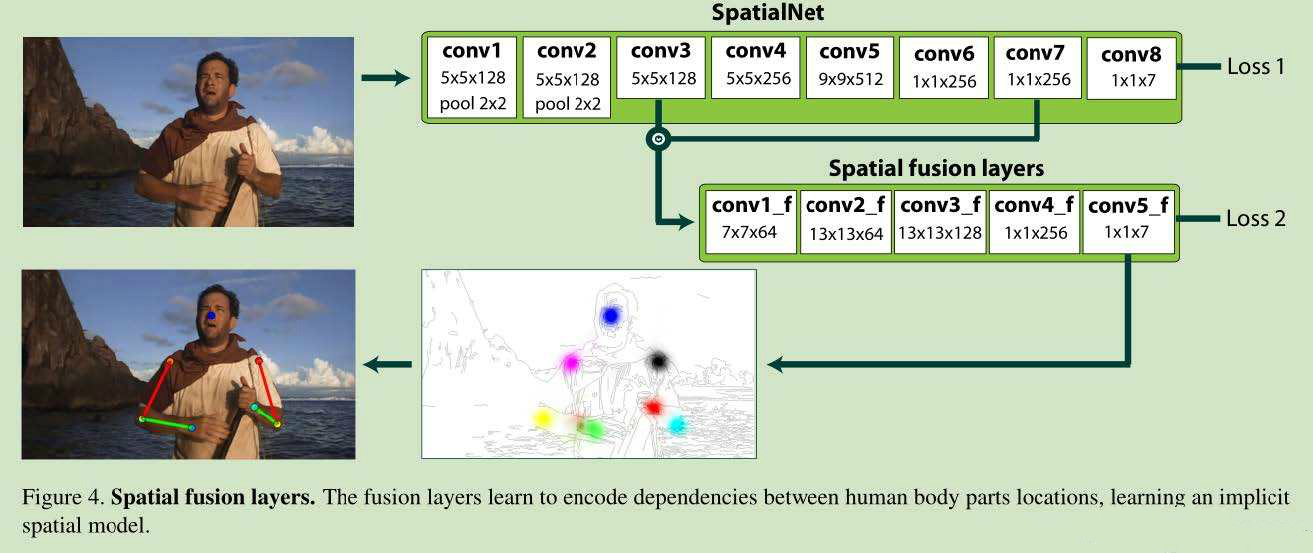 SpatialNet
conv1 conv2 conv3 conv4 conv5 conv6 conv7 conv8
5x5x128 5x5x128 5x5x128 5x5x256 9x9x512 1x1x256 1x1x256 1x1x7
pool 2x2 pool 2x2
Loss 1
Spatial fusion layers
conv1_f conv2_f conv3_f conv4_f conv5_f
7x7x64 13x13x64 13x13x128 1x1x256 1x1x7
Loss 2
Figure 4. Spatial fusion layers. The fusion layers learn to encode dependencies between human body parts locations, learning an implicit
spatial model.